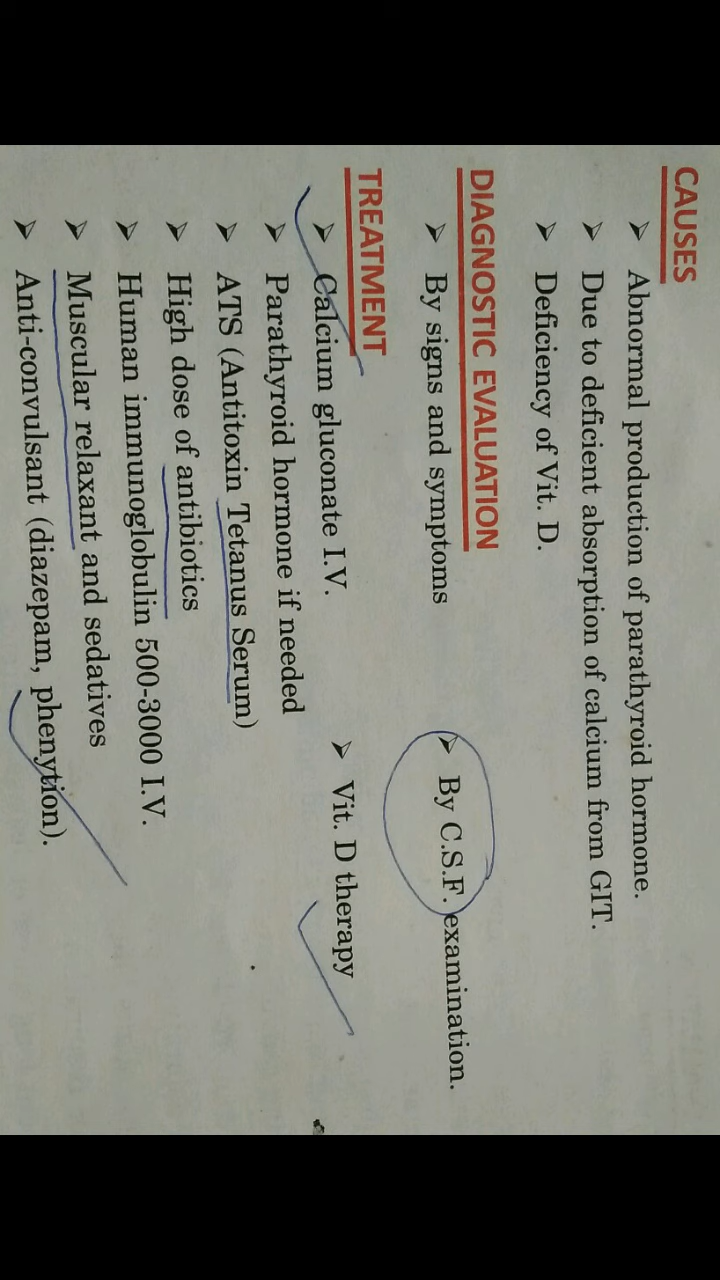 CAUSES
➢ Abnormal production of parathyroid hormone.
➢ Due to deficient absorption of calcium from GIT.
➢ Deficiency of Vit. D.
DIAGNOSTIC EVALUATION
➢ By signs and symptoms ➢ By C.S.F. examination.
TREATMENT
➢ Calcium gluconate I.V. ➢ Vit. D therapy
➢ Parathyroid hormone if needed
➢ ATS (Antitoxin Tetanus Serum)
➢ High dose of antibiotics
➢ Human immunoglobulin 500-3000 I.V.
➢ Muscular relaxant and sedatives
➢ Anti-convulsant (diazepam, phenytion).